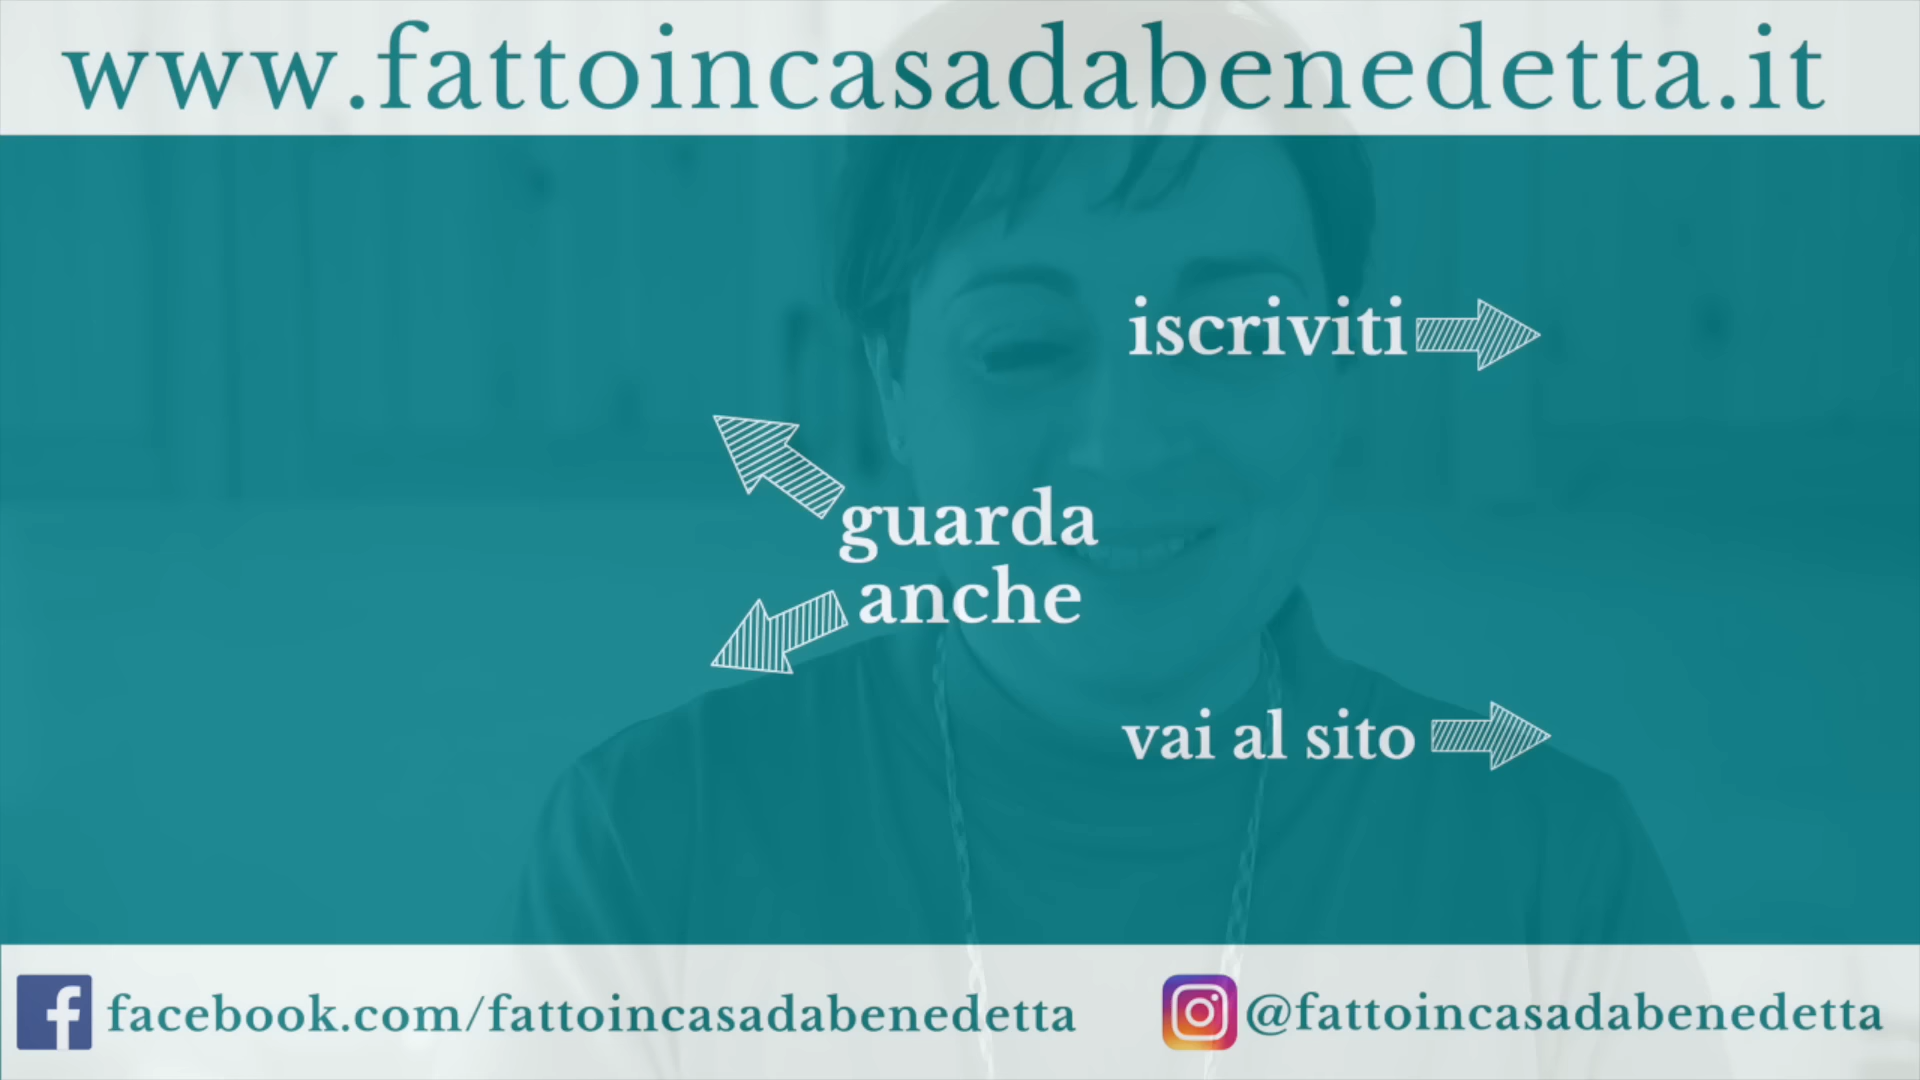 www.fattoincasadabenedetta.it
iscriviti
guarda
anche
vai al sito
facebook.com/fattoincasadabenedetta
@fattoincasadabenedetta